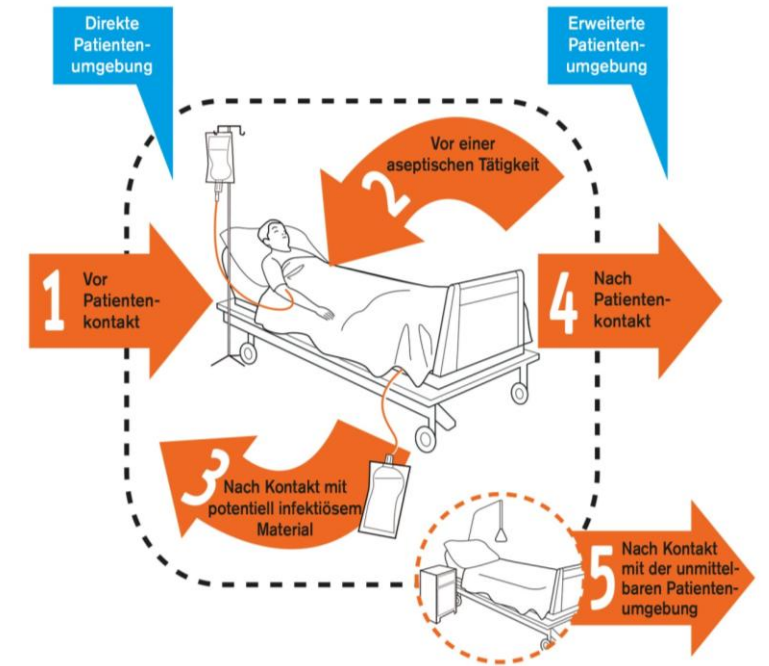 Direkte
Patienten-
umgebung
Erweiterte
Patienten-
umgebung
2
Vor einer
aseptischen Tätigkeit
1
Vor
Patienten-
kontakt
4
Nach
Patienten-
kontakt
3
Nach Kontakt mit
potentiell infektiösem
Material
5
Nach Kontakt
mit der unmittel-
baren Patienten-
umgebung